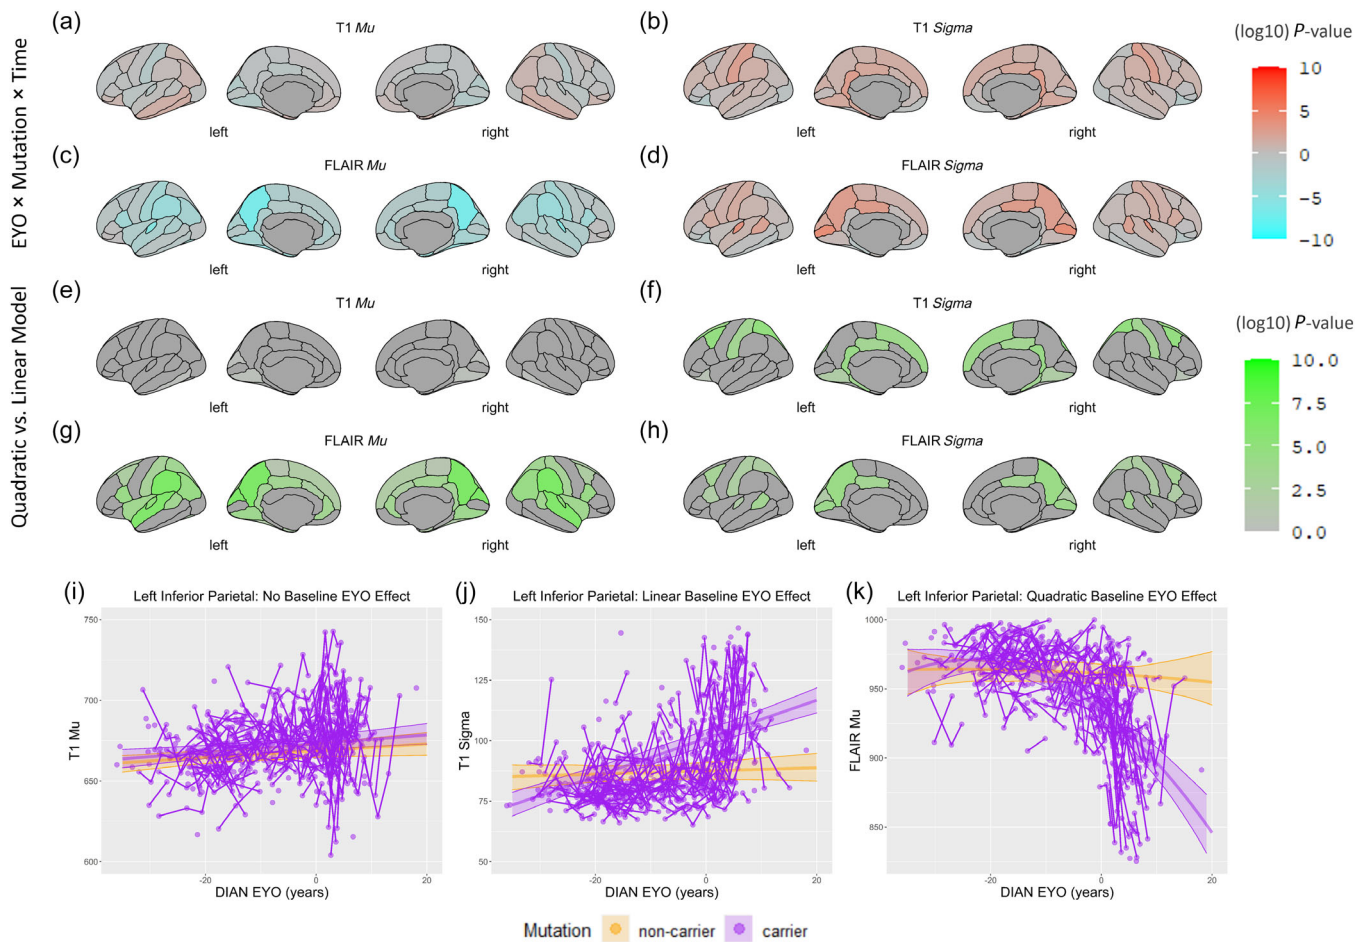 EYO × Mutation × Time
(a)
T1 Mu
left
right
(b)
T1 Sigma
left
right
(log10) P-value
10
5
0
−5
−10
(c)
FLAIR Mu
left
right
(d)
FLAIR Sigma
left
right
Quadratic vs. Linear Model
(e)
T1 Mu
left
right
(f)
T1 Sigma
left
right
(log10) P-value
10.0
7.5
5.0
2.5
0.0
(g)
FLAIR Mu
left
right
(h)
FLAIR Sigma
left
right
(i)
Left Inferior Parietal: No Baseline EYO Effect
T1 Mu
750
700
650
600
-20
0
20
DIAN EYO (years)
(j)
Left Inferior Parietal: Linear Baseline EYO Effect
T1 Sigma
150
125
100
75
50
-20
0
20
DIAN EYO (years)
(k)
Left Inferior Parietal: Quadratic Baseline EYO Effect
FLAIR Mu
1000
950
900
850
-20
0
20
DIAN EYO (years)
Mutation non-carrier carrier